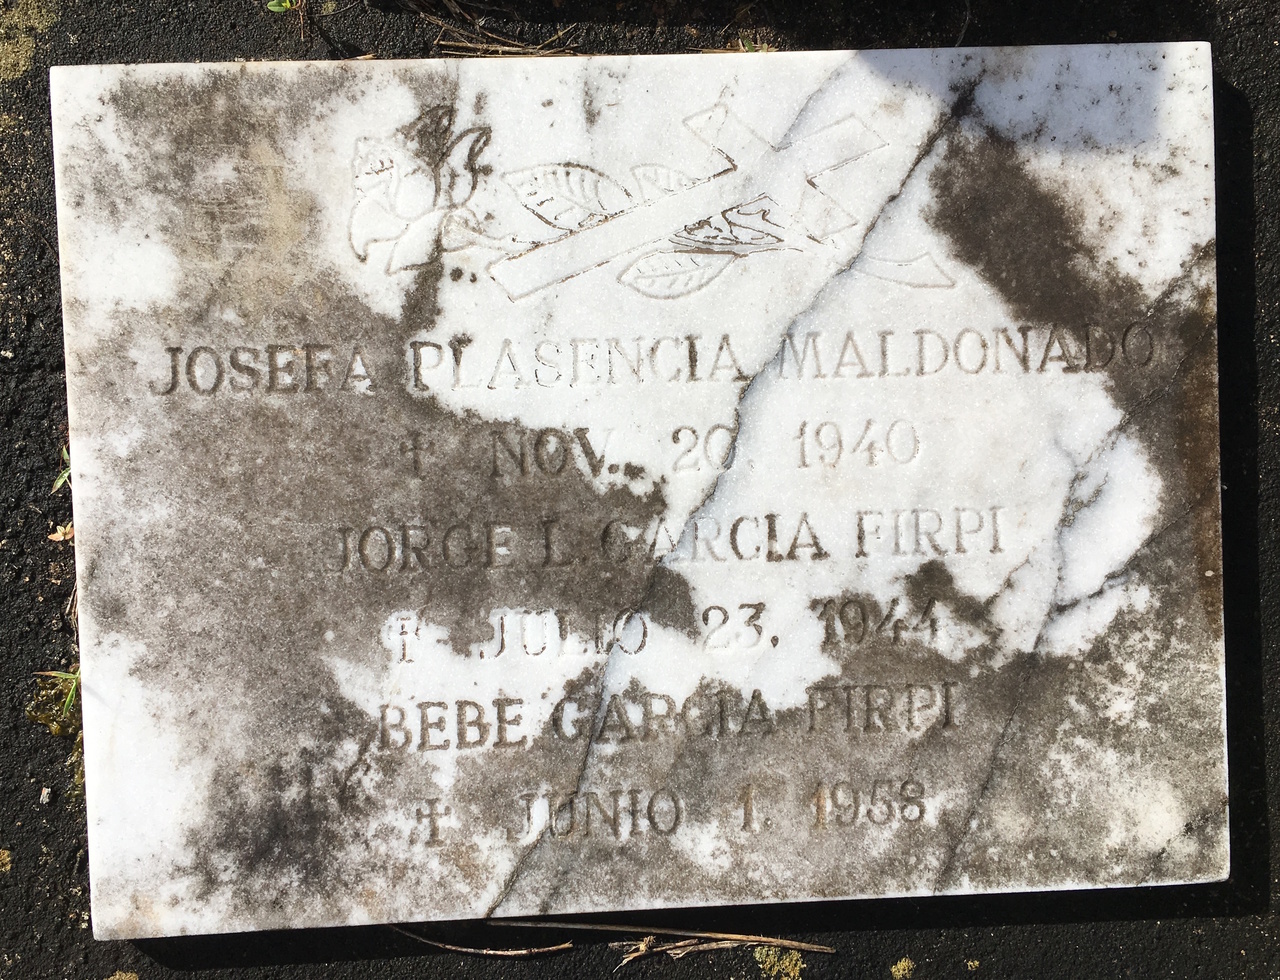 JOSEFA PLASENCIA MALDONADO
† NOV. 20, 1940
JORGE L. GARCIA FIRPI
† JULIO 23, 1944
BEBE GARCIA FIRPI
† JUNIO 1, 1958